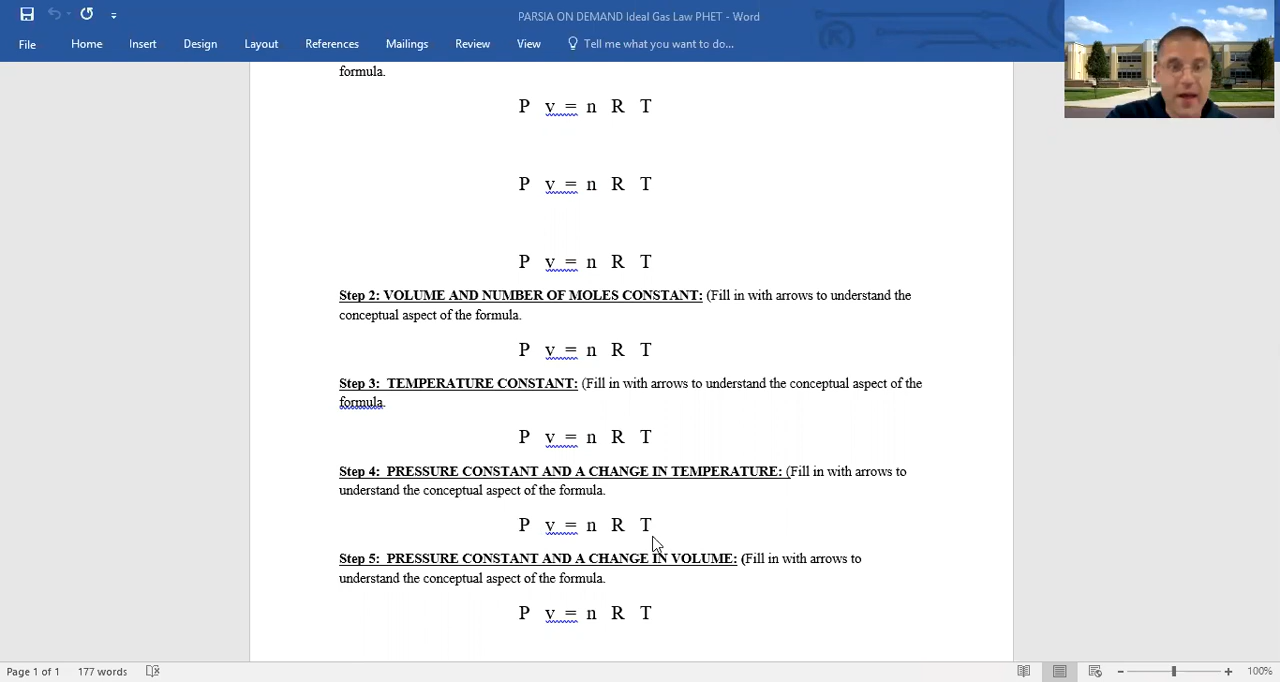 PARSIA ON DEMAND Ideal Gas Law PHET - Word
File Home Insert Design Layout References Mailings Review View Tell me what you want to do...
formula.
P v = n R T
P v = n R T
P v = n R T
Step 2: VOLUME AND NUMBER OF MOLES CONSTANT: (Fill in with arrows to understand the
conceptual aspect of the formula.
P v = n R T
Step 3: TEMPERATURE CONSTANT: (Fill in with arrows to understand the conceptual aspect of the
formula.
P v = n R T
Step 4: PRESSURE CONSTANT AND A CHANGE IN TEMPERATURE: (Fill in with arrows to
understand the conceptual aspect of the formula.
P v = n R T
Step 5: PRESSURE CONSTANT AND A CHANGE IN VOLUME: (Fill in with arrows to
understand the conceptual aspect of the formula.
P v = n R T
Page 1 of 1 177 words 100%